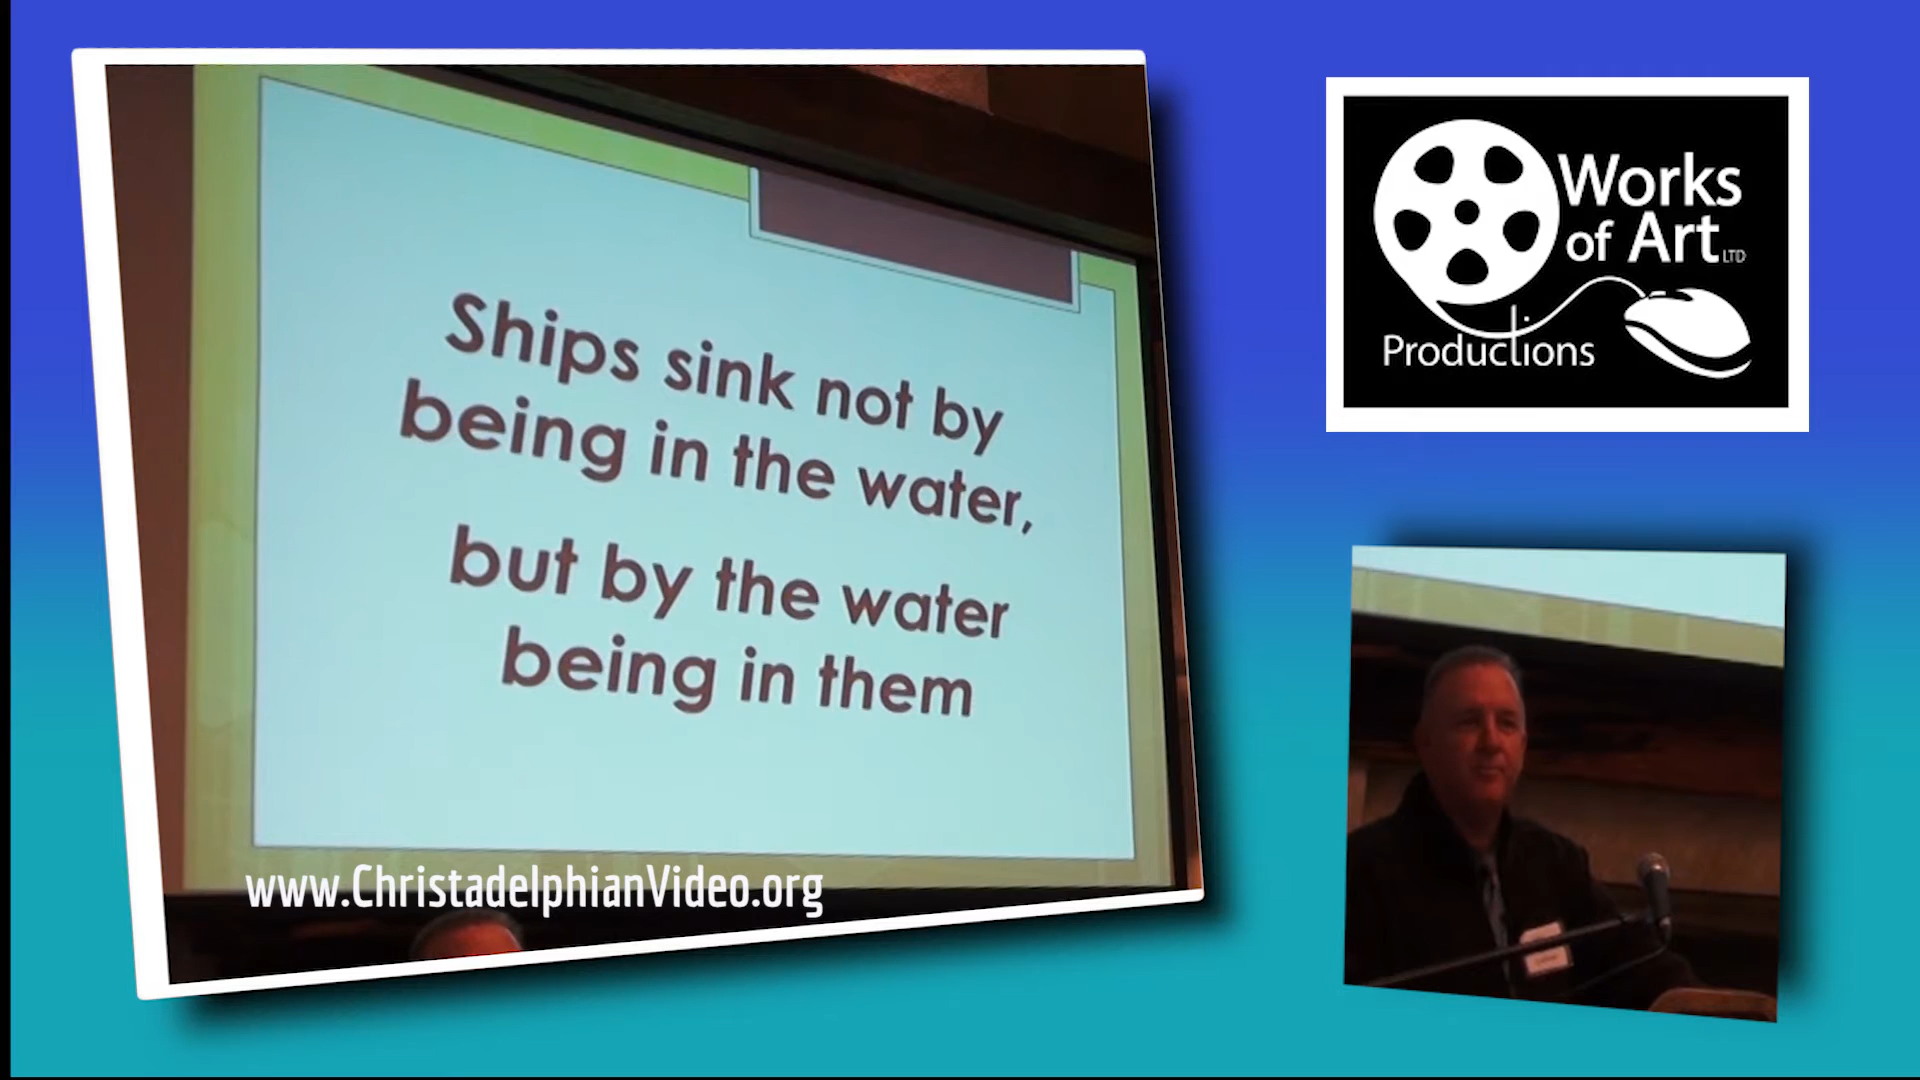 Ships sink not by
being in the water,
but by the water
being in them
www.ChristadelphianVideo.org
Works
of Art LTD
Productions